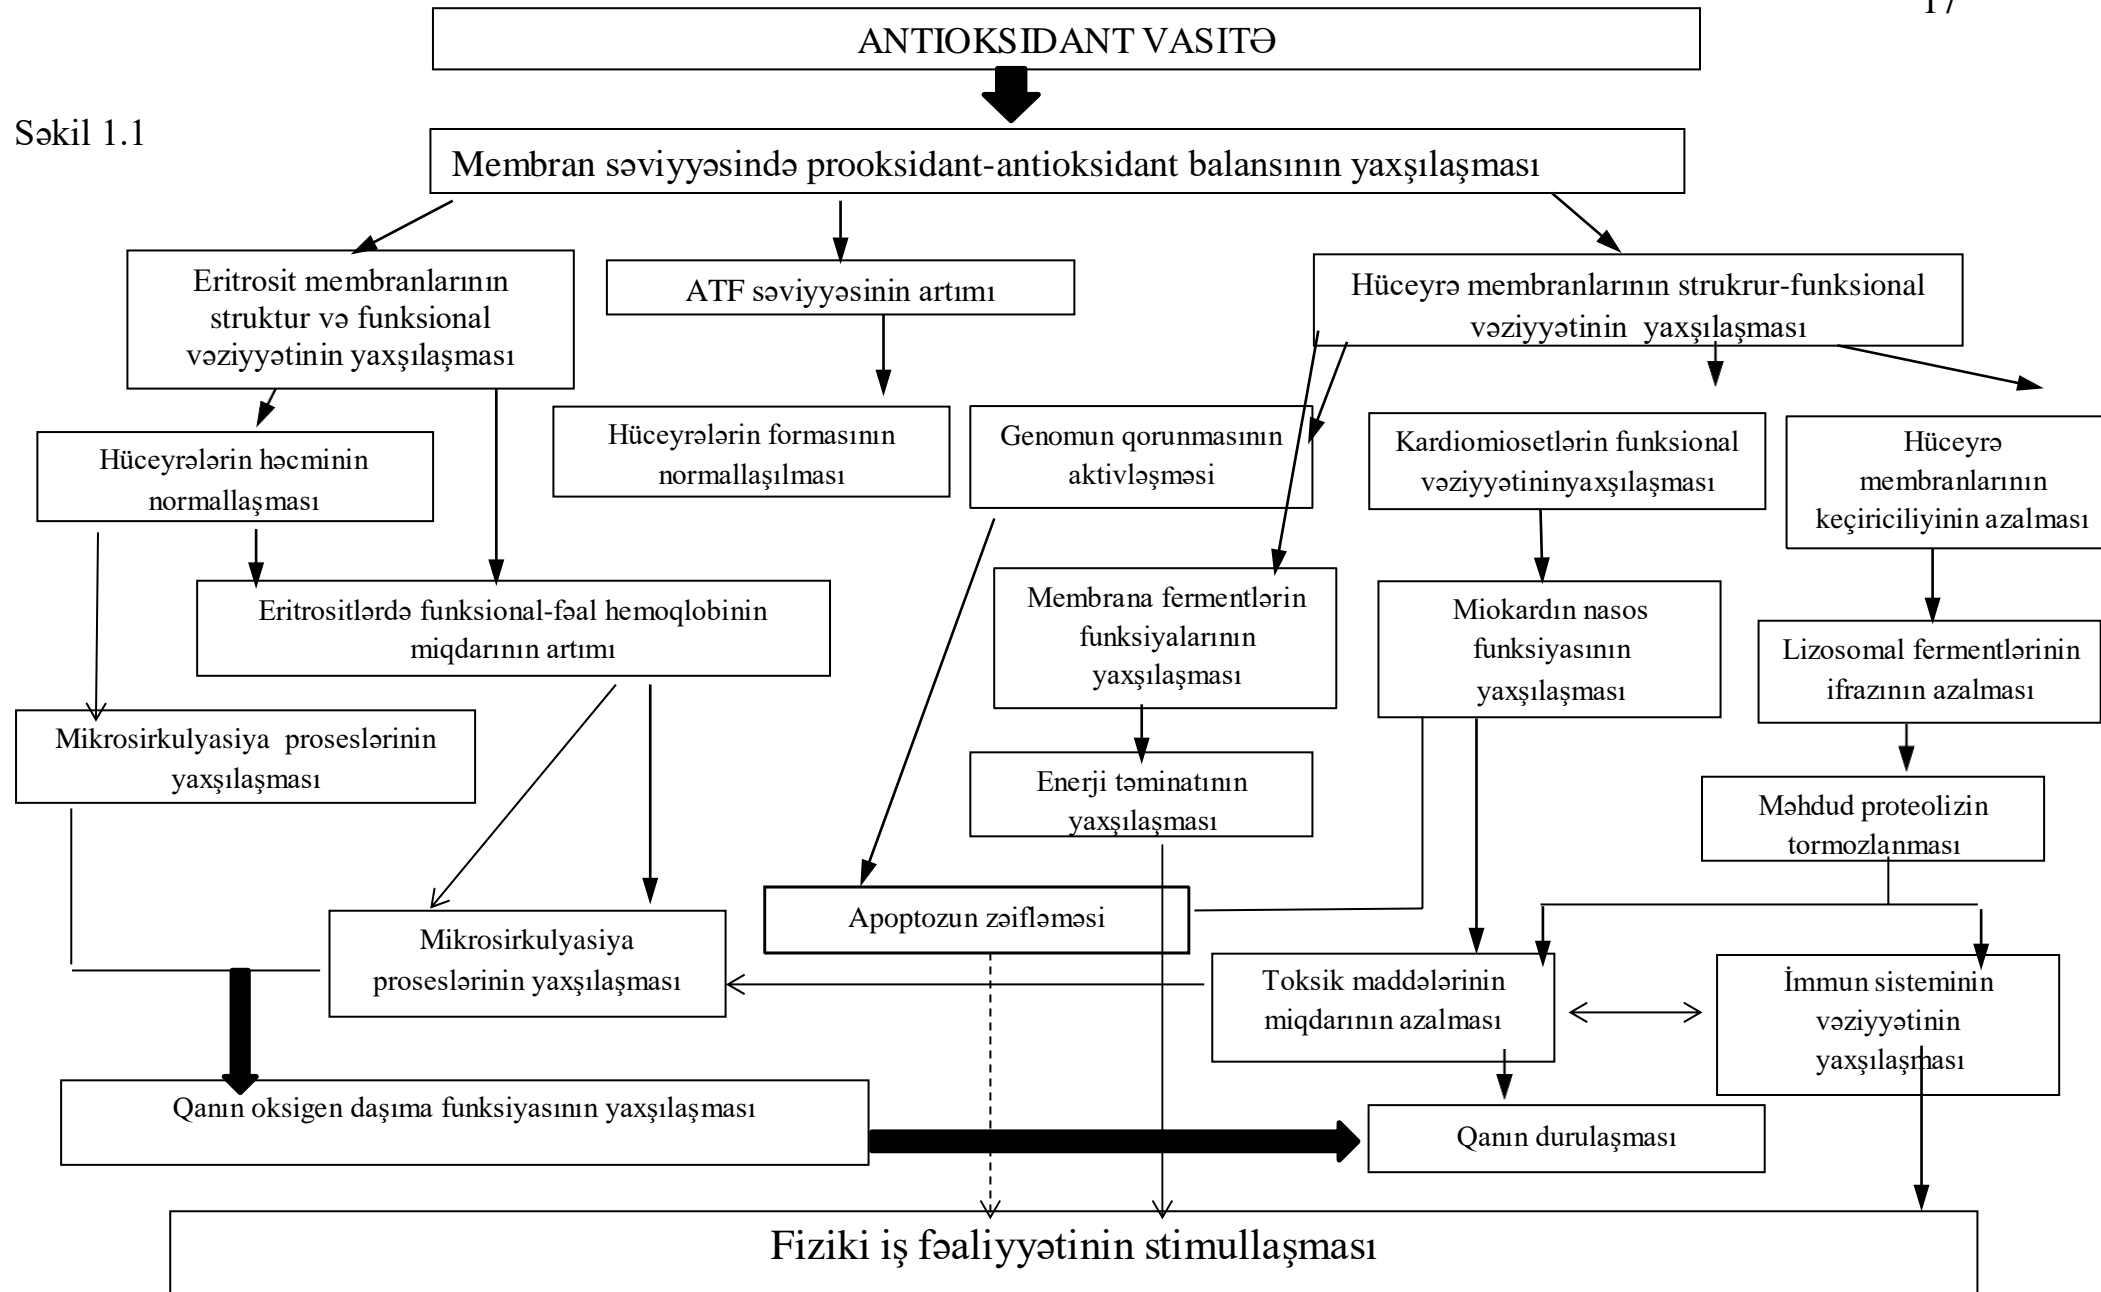 17
ANTIOKSIDANT VASITƏ
Səkil 1.1
Membran səviyyəsində prooksidant-antioksidant balansının yaxşılaşması
Eritrosit membranlarının
struktur və funksional
vəziyyətinin yaxşılaşması
ATF səviyyəsinin artımı
Hüceyrə membranlarının strukrur-funksional
vəziyyətinin yaxşılaşması
Hüceyrələrin həcminin
normallaşması
Hüceyrələrin formasının
normallaşılması
Genomun qorunmasının
aktivləşməsi
Kardiomiosetlərin funksional
vəziyyətininyaxşılaşması
Hüceyrə
membranlarının
keçiriciliyinin azalması
Eritrositlərdə funksional-fəal hemoqlobinin
miqdarının artımı
Membrana fermentlərin
funksiyalarının
yaxşılaşması
Miokardın nasos
funksiyasının
yaxşılaşması
Lizosomal fermentlərinin
ifrazının azalması
Mikrosirkulyasiya proseslərinin
yaxşılaşması
Enerji təminatının
yaxşılaşması
Məhdud proteolizin
tormozlanması
Apoptozun zəifləməsi
Mikrosirkulyasiya
proseslərinin yaxşılaşması
Toksik maddələrinin
miqdarının azalması
İmmun sisteminin
vəziyyətinin
yaxşılaşması
Qanın oksigen daşıma funksiyasının yaxşılaşması
Qanın durulaşması
Fiziki iş fəaliyyətinin stimullaşması